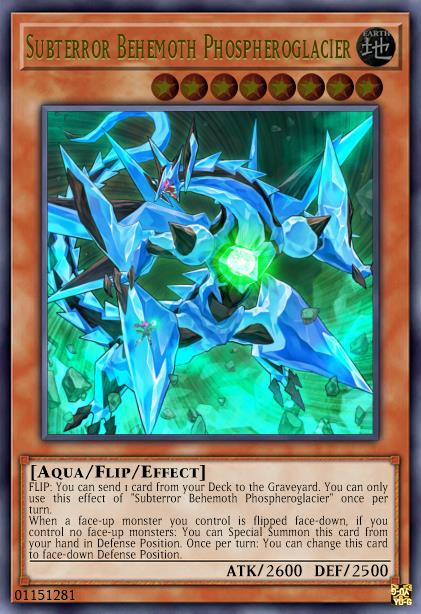 Subterror Behemoth Phospheroglacier
EARTH
地
[Aqua/Flip/Effect]
FLIP: You can send 1 card from your Deck to the Graveyard. You can only
use this effect of "Subterror Behemoth Phospheroglacier" once per
turn.
When a face-up monster you control is flipped face-down, if you
control no face-up monsters: You can Special Summon this card from
your hand in Defense Position. Once per turn: You can change this card
to face-down Defense Position.
ATK/2600 DEF/2500
01151281